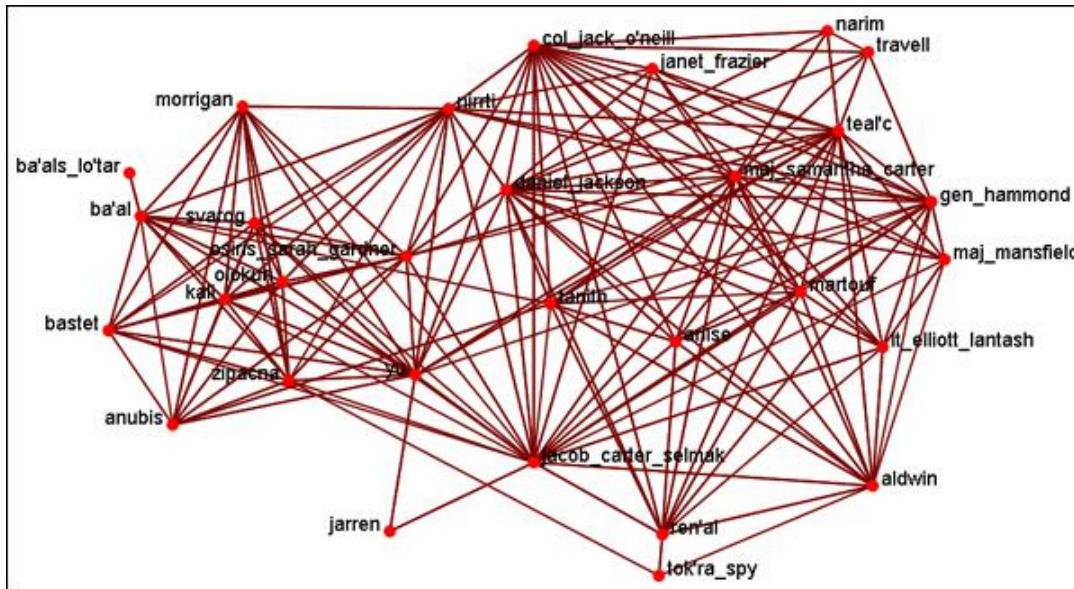 col_jack_o'neill
narim
travell
janet_frazier
morrigan
nirrti
teal'c
ba'als_lo'tar
daniel_jackson
maj_samantha_carter
gen_hammond
ba'al
svarog
osiris_sarah_gardner
maj_mansfield
olokun
kali
martouf
tanith
bastet
anise
lt_elliott_lantash
zipacna
yu
anubis
jacob_carter_selmak
aldwin
jarren
ren'al
tok'ra_spy